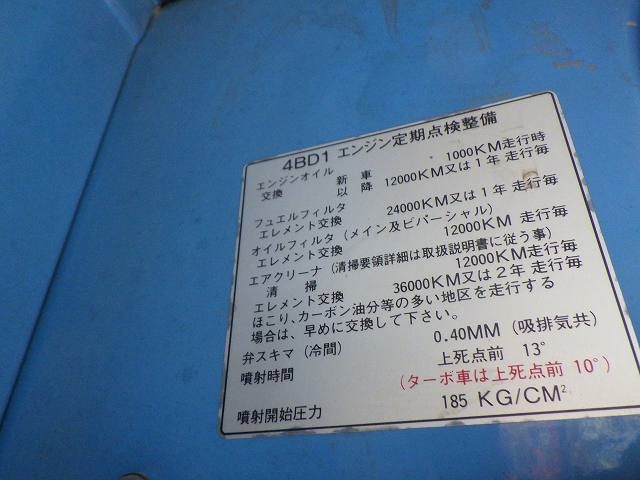 4BD1 エンジン定期点検整備
エンジンオイル 新車 1000KM走行時
交換 以降 12000KM又は1年 走行毎
フュエルフィルタ
エレメント交換 24000KM又は1年 走行毎
オイルフィルタ (メイン及ビパーシャル)
エレメント交換 12000KM 走行毎
エアクリーナ (清掃要領詳細は取扱説明書に従う事)
清掃 12000KM走行毎
エレメント交換 36000KM又は2年 走行毎
ほこり、カーボン油分等の多い地区を走行する
場合は、早めに交換して下さい。
弁スキマ (冷間) 0.40MM (吸排気共)
噴射時間 上死点前 13°
(ターボ車は上死点前 10°)
噴射開始圧力 185 KG/CM²